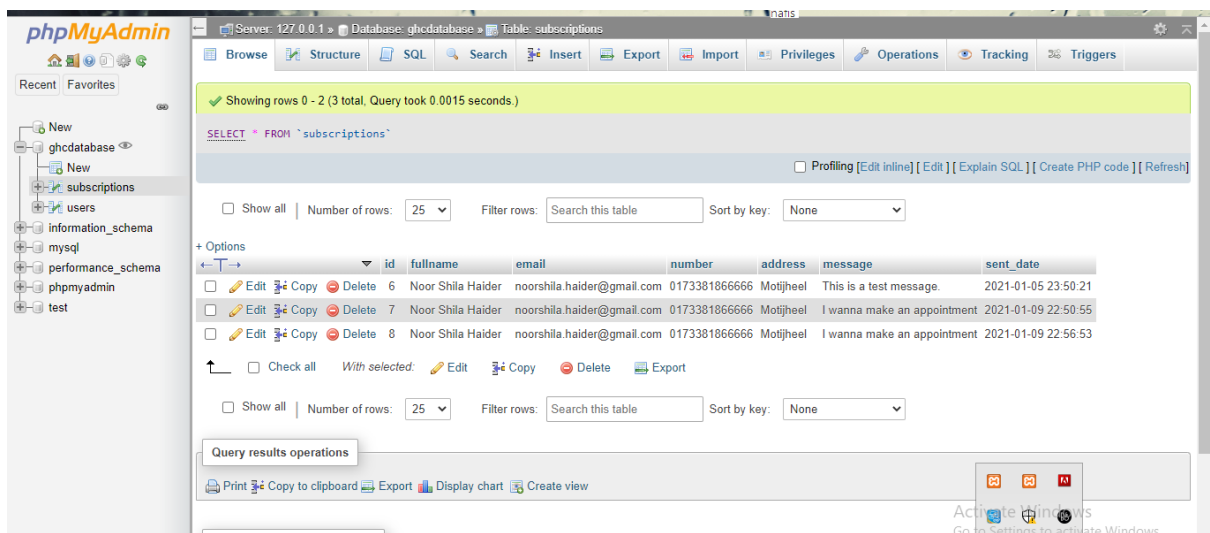 natis
phpMyAdmin
Server: 127.0.0.1 » Database: ghcdatabase » Table: subscriptions
Browse Structure SQL Search Insert Export Import Privileges Operations Tracking Triggers
Recent Favorites
New
ghcdatabase
New
subscriptions
users
information_schema
mysql
performance_schema
phpmyadmin
test
Showing rows 0 - 2 (3 total, Query took 0.0015 seconds.)
SELECT * FROM `subscriptions`
Profiling [Edit inline] [ Edit ] [ Explain SQL ] [ Create PHP code ] [ Refresh]
Show all | Number of rows: 25 Filter rows: Search this table Sort by key: None
+ Options
←T→ id fullname email number address message sent_date
Edit Copy Delete 6 Noor Shila Haider noorshila.haider@gmail.com 0173381866666 Motijheel This is a test message. 2021-01-05 23:50:21
Edit Copy Delete 7 Noor Shila Haider noorshila.haider@gmail.com 0173381866666 Motijheel I wanna make an appointment 2021-01-09 22:50:55
Edit Copy Delete 8 Noor Shila Haider noorshila.haider@gmail.com 0173381866666 Motijheel I wanna make an appointment 2021-01-09 22:56:53
Check all With selected: Edit Copy Delete Export
Show all | Number of rows: 25 Filter rows: Search this table Sort by key: None
Query results operations
Print Copy to clipboard Export Display chart Create view
Activate Windows
Go to Settings to activate Windows.